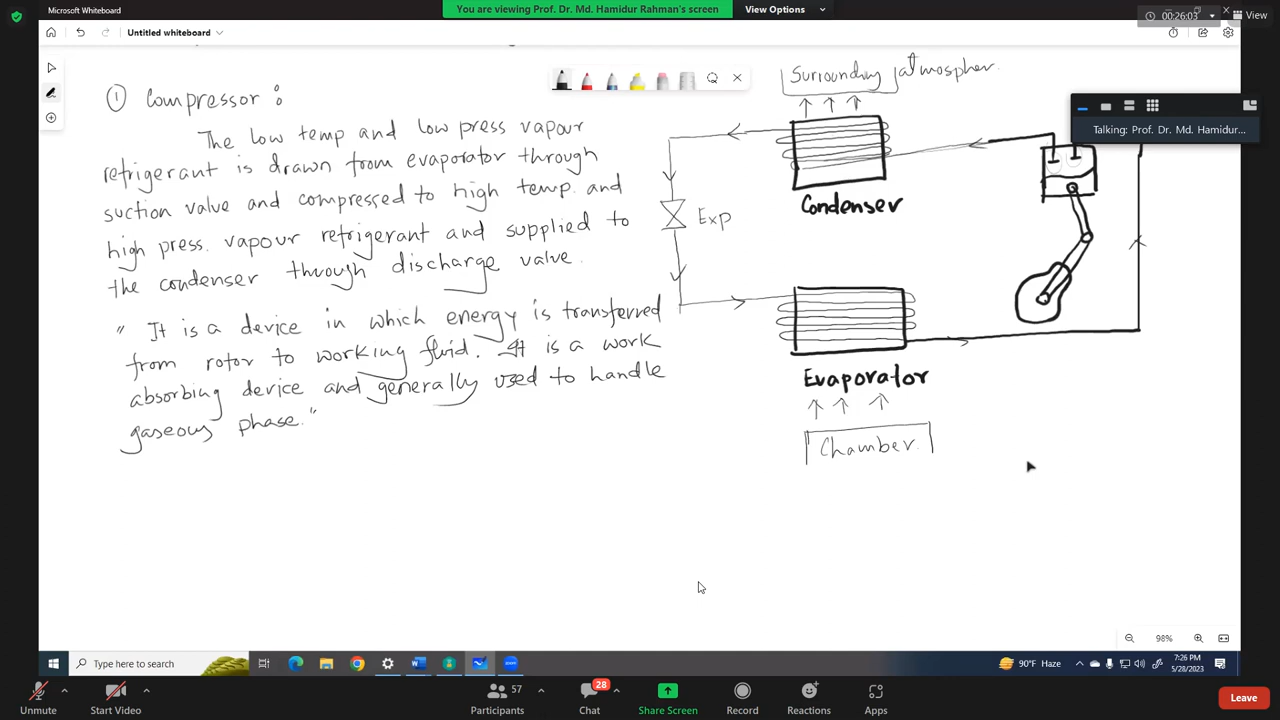 Microsoft Whiteboard
You are viewing Prof. Dr. Md. Hamidur Rahman's screen
View Options
00:26:03
View
Untitled whiteboard
Talking: Prof. Dr. Md. Hamidur...
① Compressor :
The low temp and low press vapour
refrigerant is drawn from evaporator through
suction valve and compressed to high temp. and
high press. vapour refrigerant and supplied to
the condenser through discharge valve.
" It is a device in which energy is transferred
from rotor to working fluid. It is a work
absorbing device and generally used to handle
gaseous phase."
Surrounding / atmospher.
Condenser
Exp
Evaporator
Chamber.
98%
Type here to search
90°F Haze
7:26 PM
5/28/2023
Unmute
Start Video
57
Participants
28
Chat
Share Screen
Record
Reactions
Apps
Leave